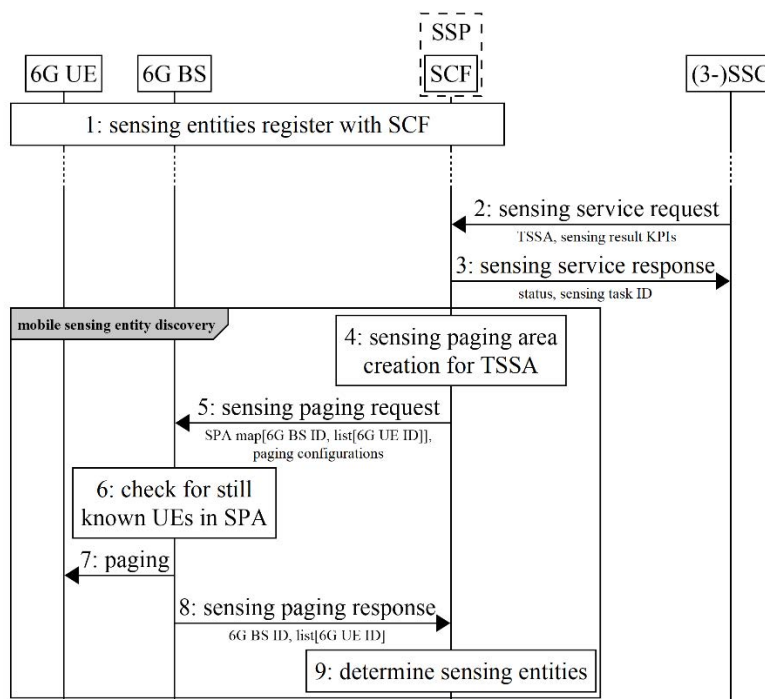 SSP
6G UE
6G BS
SCF
(3-)SSC
1: sensing entities register with SCF
2: sensing service request
TSSA, sensing result KPIs
3: sensing service response
status, sensing task ID
mobile sensing entity discovery
4: sensing paging area
creation for TSSA
5: sensing paging request
SPA map[6G BS ID, list[6G UE ID]],
paging configurations
6: check for still
known UEs in SPA
7: paging
8: sensing paging response
6G BS ID, list[6G UE ID]
9: determine sensing entities